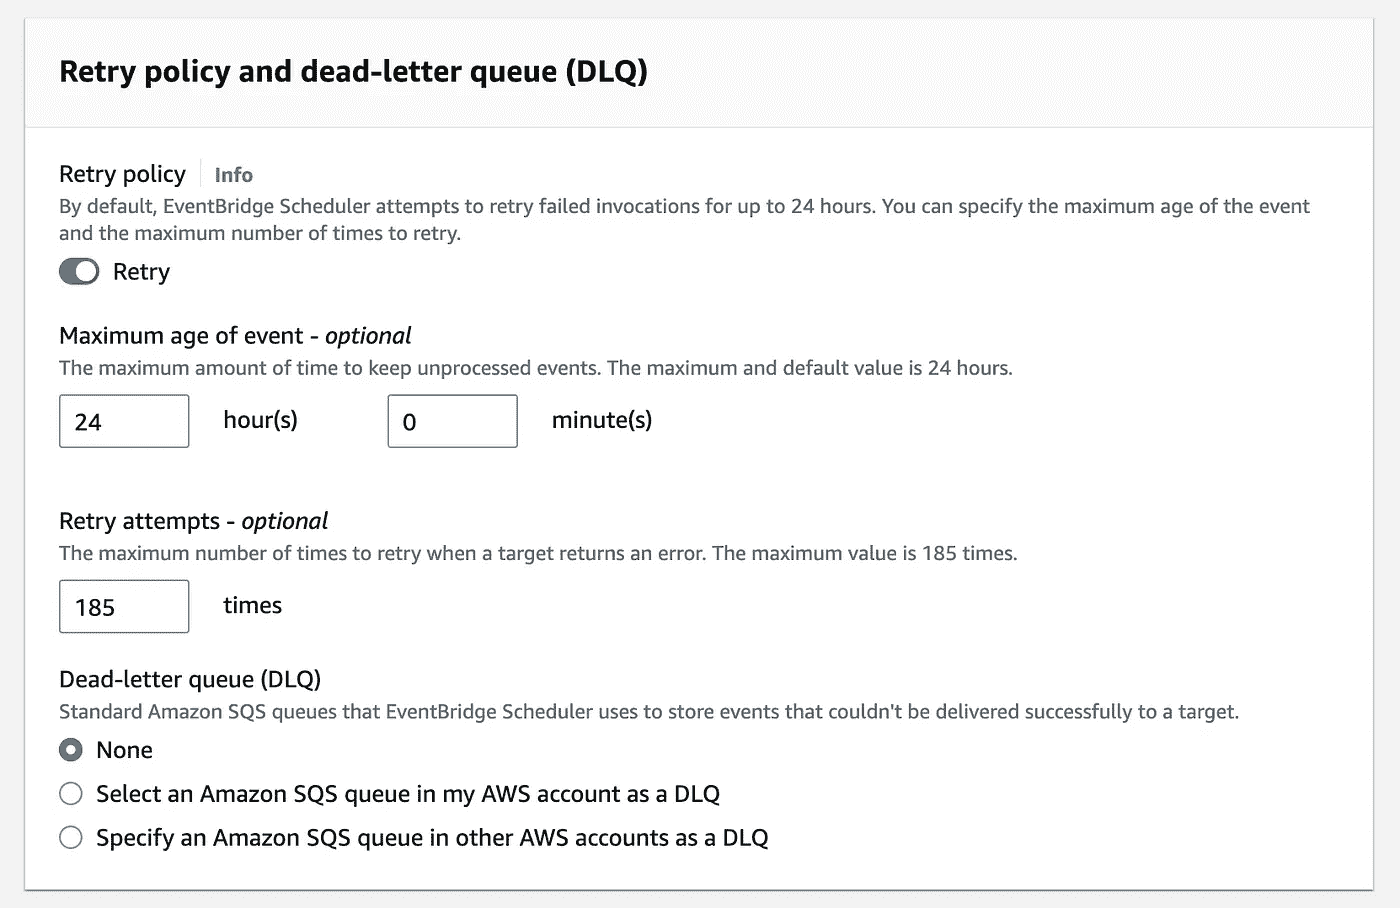 Retry policy and dead-letter queue (DLQ)
Retry policy Info
By default, EventBridge Scheduler attempts to retry failed invocations for up to 24 hours. You can specify the maximum age of the event
and the maximum number of times to retry.
Retry
Maximum age of event - optional
The maximum amount of time to keep unprocessed events. The maximum and default value is 24 hours.
24 hour(s) 0 minute(s)
Retry attempts - optional
The maximum number of times to retry when a target returns an error. The maximum value is 185 times.
185 times
Dead-letter queue (DLQ)
Standard Amazon SQS queues that EventBridge Scheduler uses to store events that couldn't be delivered successfully to a target.
None
Select an Amazon SQS queue in my AWS account as a DLQ
Specify an Amazon SQS queue in other AWS accounts as a DLQ